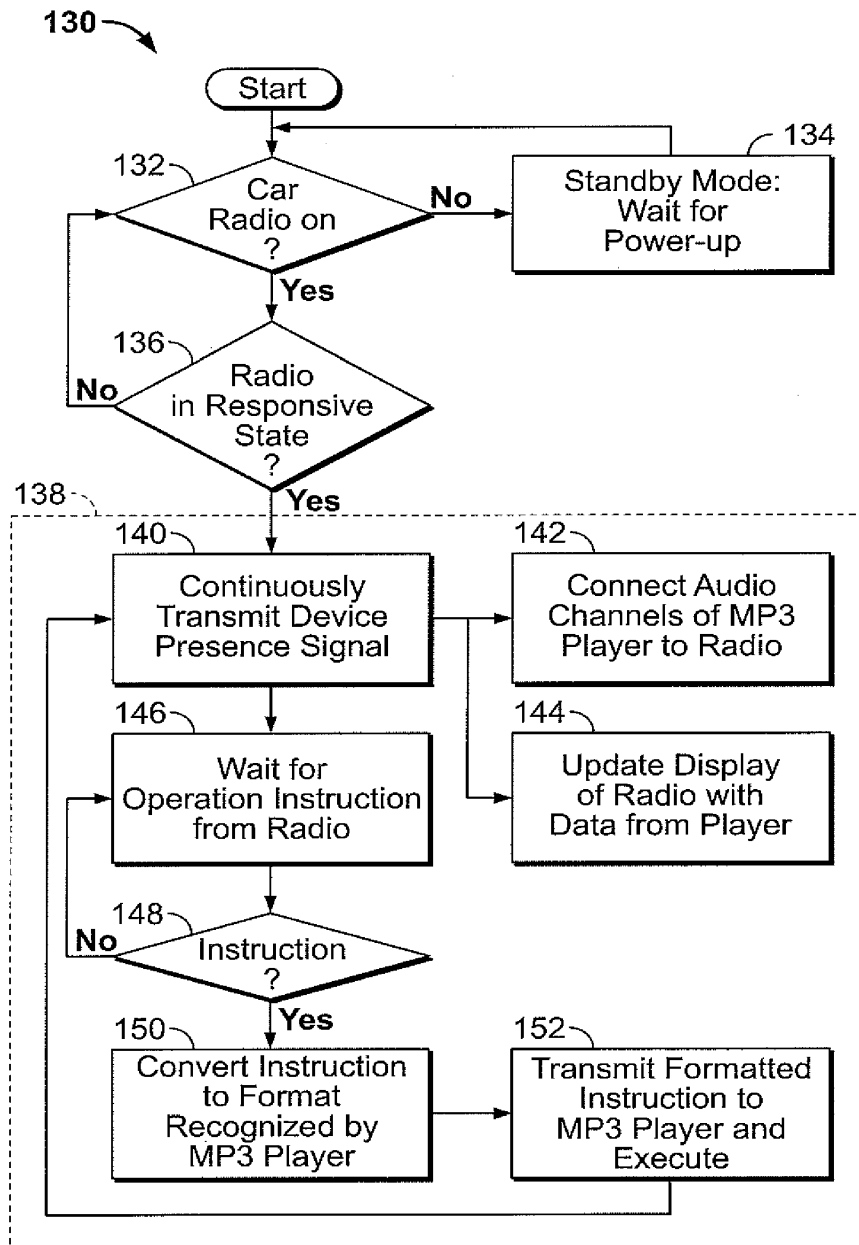 130
Start
132
Car
Radio on
?
No
134
Standby Mode:
Wait for
Power-up
Yes
136
Radio
in Responsive
State
?
No
Yes
138
140
Continuously
Transmit Device
Presence Signal
142
Connect Audio
Channels of MP3
Player to Radio
146
Wait for
Operation Instruction
from Radio
144
Update Display
of Radio with
Data from Player
148
No
Instruction
?
Yes
150
Convert Instruction
to Format
Recognized by
MP3 Player
152
Transmit Formatted
Instruction to
MP3 Player and
Execute